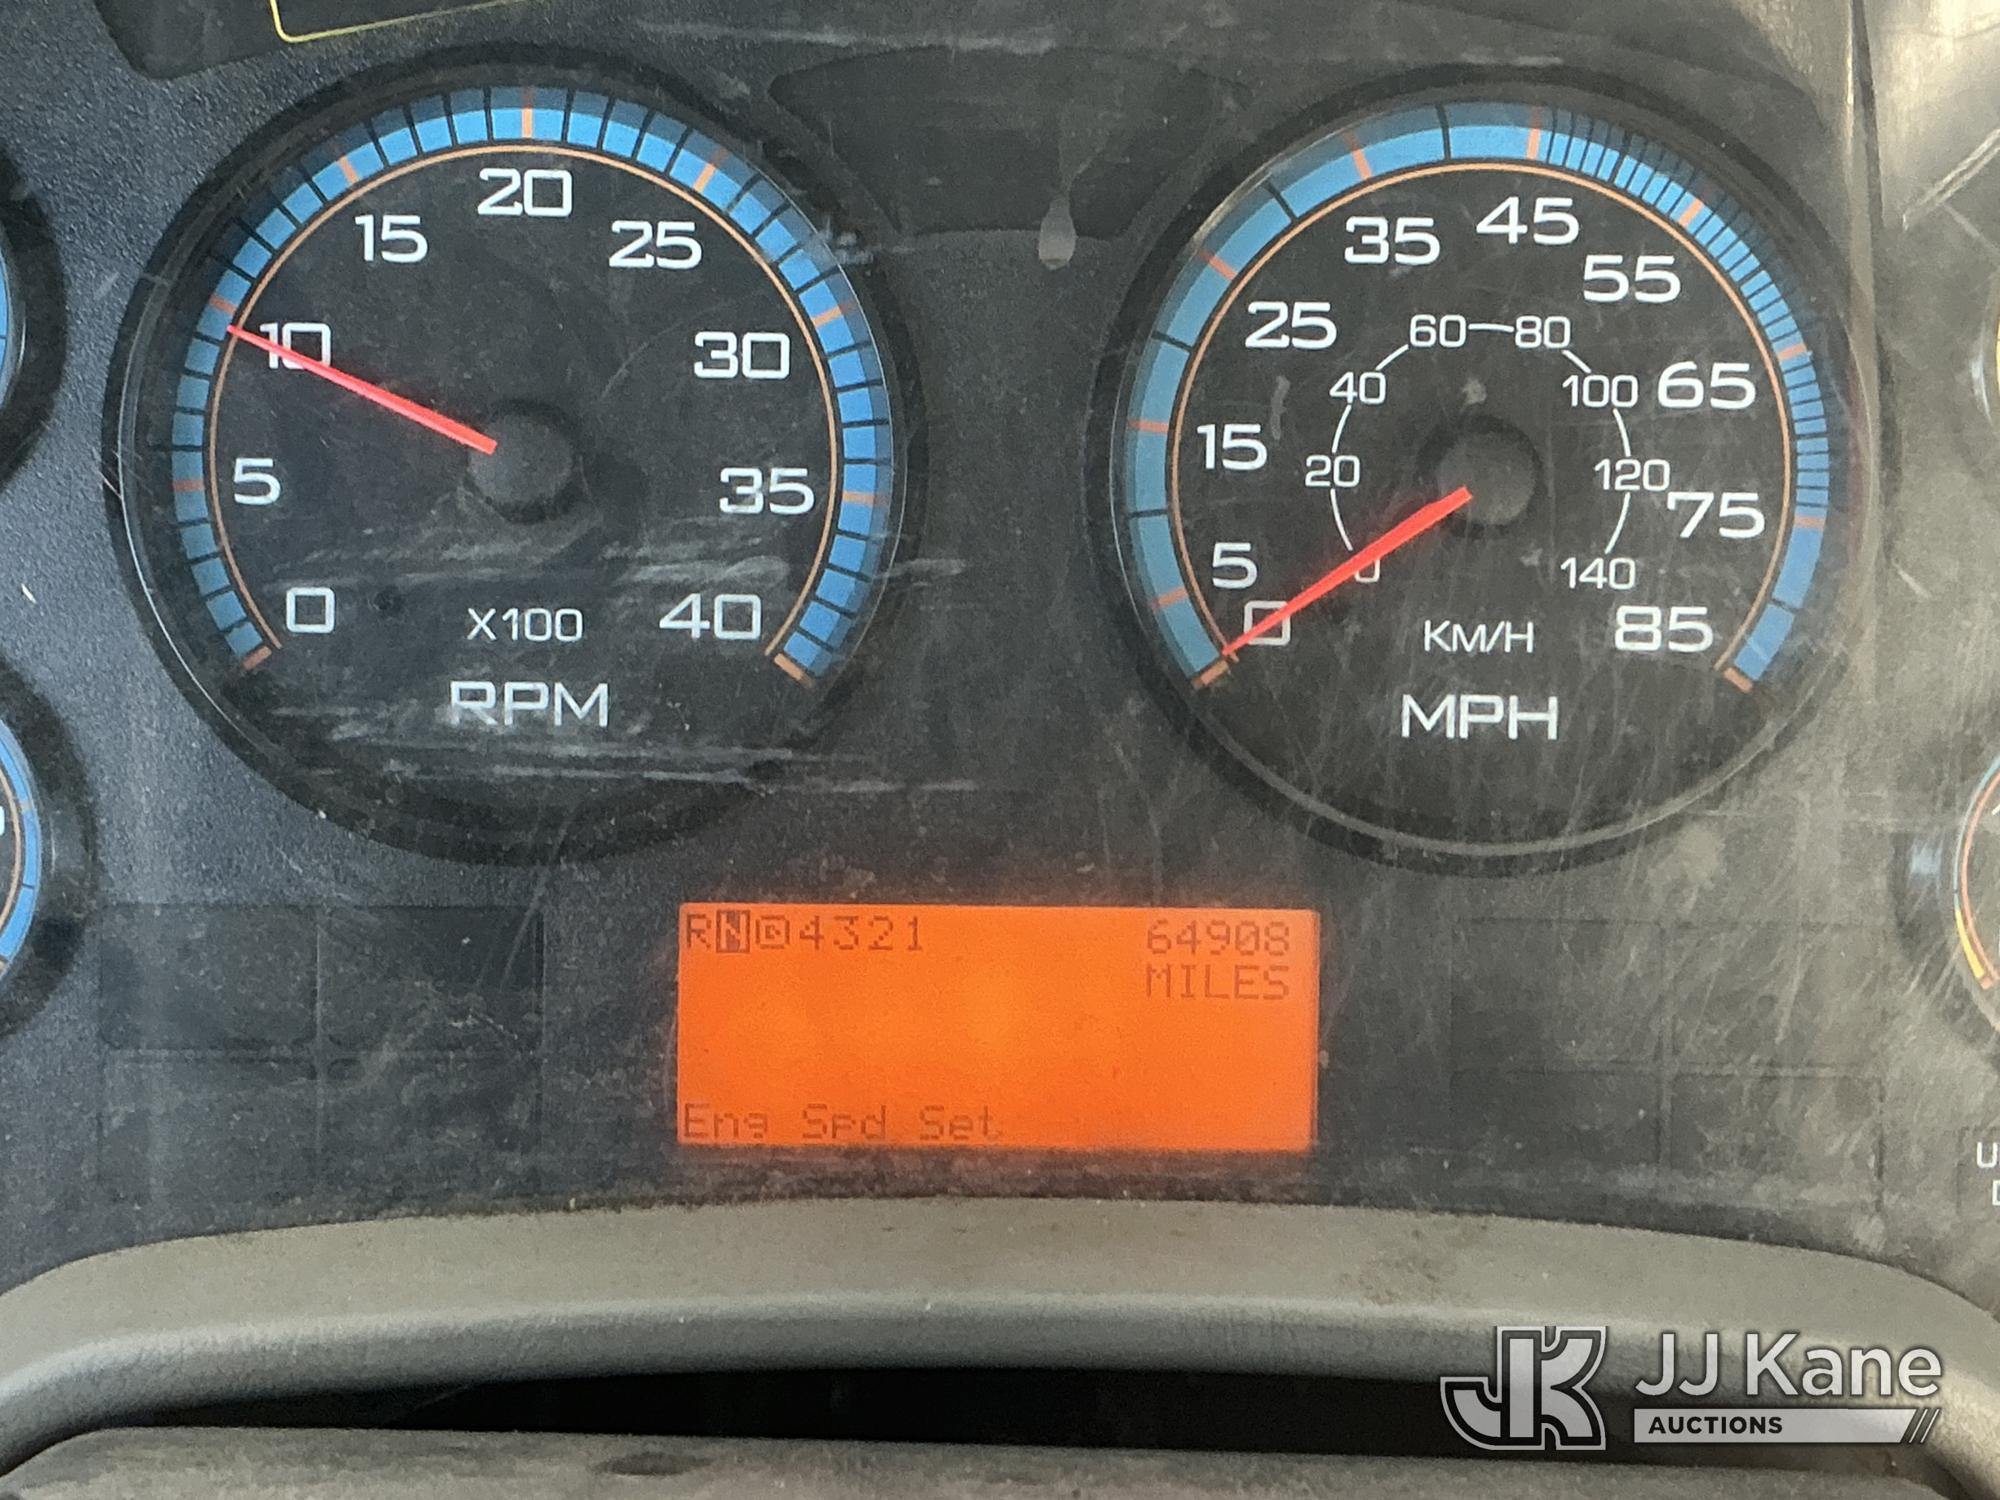 0 5 10 15 20 25 30 35 40
X100
RPM
0 5 15 25 35 45 55 65 75 85
0 20 40 60 80 100 120 140
KM/H
MPH
RND4321 64908
MILES
Eng Spd Set
JK JJ Kane
AUCTIONS